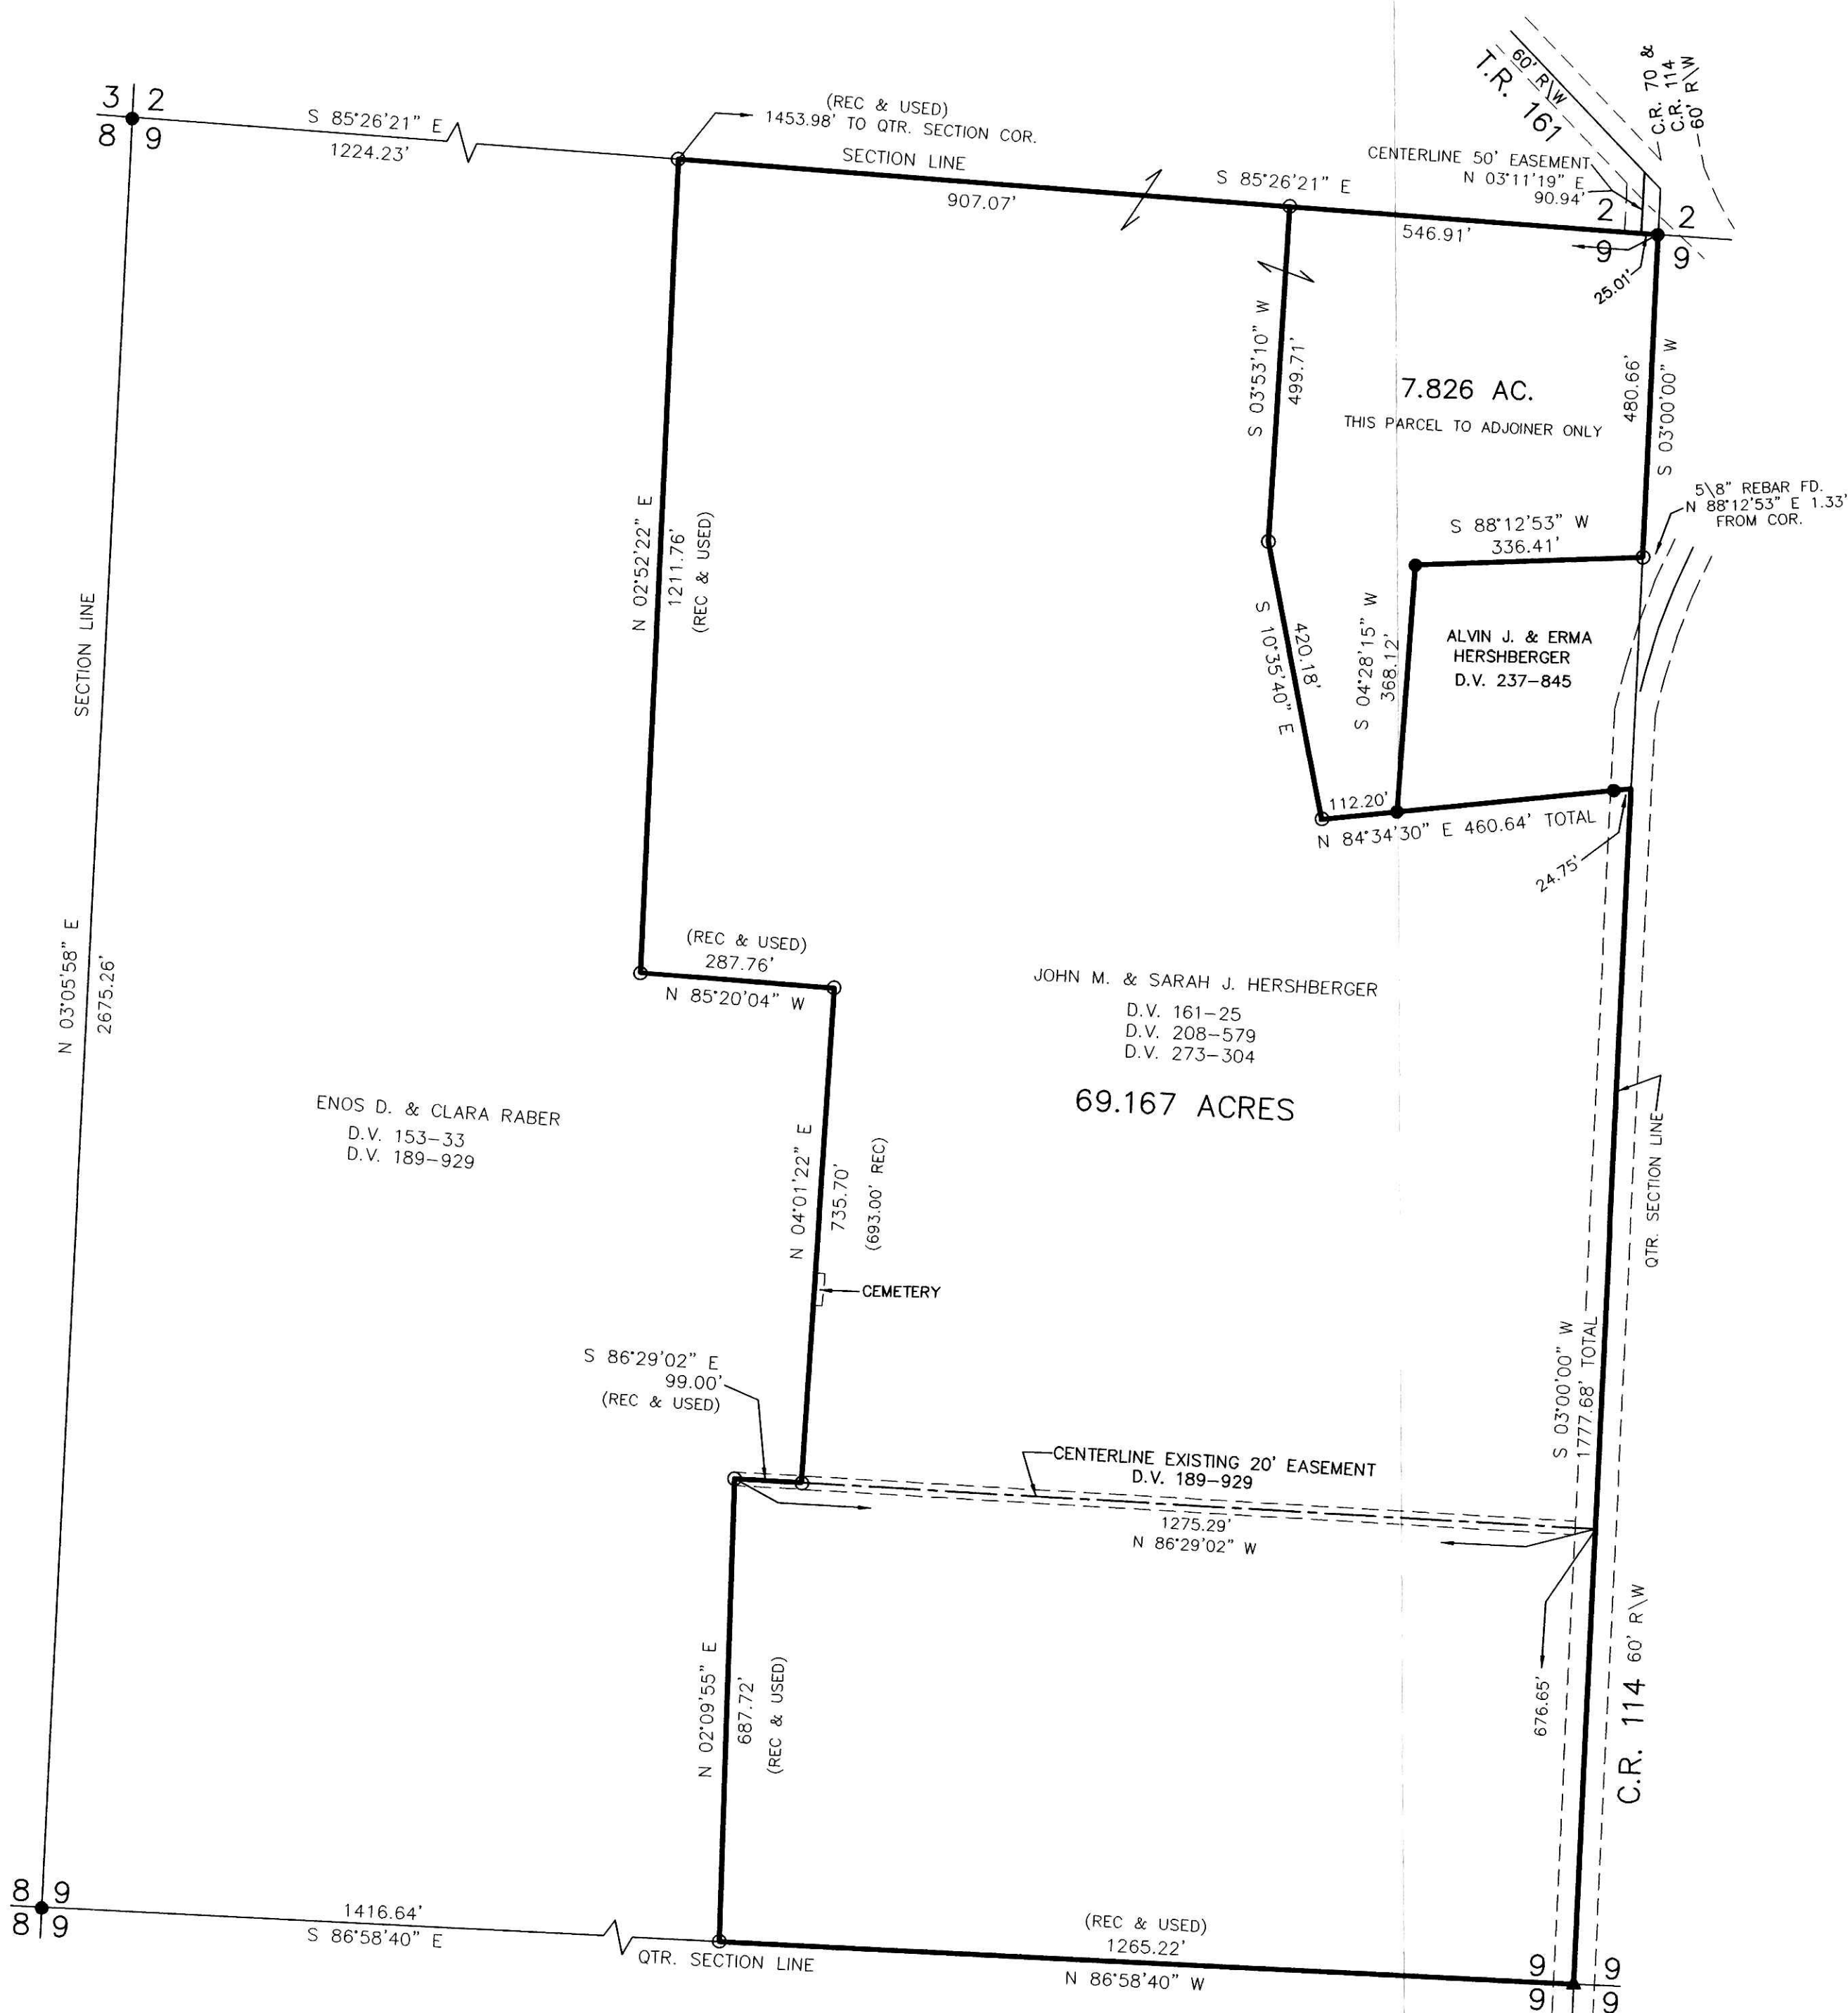 60' R\W
T.R. 161
C.R. 70 &
C.R. 114
60' R\W
3 2
8 9
S 85°26'21" E
1224.23'
(REC & USED)
1453.98' TO QTR. SECTION COR.
SECTION LINE
907.07'
S 85°26'21" E
546.91'
CENTERLINE 50' EASEMENT
N 03°11'19" E
90.94'
2 2
9 9
25.01'
S 03°53'10" W
499.71'
7.826 AC.
THIS PARCEL TO ADJOINER ONLY
480.66'
S 03°00'00" W
5\8" REBAR FD.
N 88°12'53" E 1.33'
FROM COR.
S 88°12'53" W
336.41'
N 02°52'22" E
1211.76'
(REC & USED)
SECTION LINE
S 10°35'40" E
420.18'
S 04°28'15" W
368.12'
ALVIN J. & ERMA
HERSHBERGER
D.V. 237-845
112.20'
N 84°34'30" E 460.64' TOTAL
24.75'
N 03°05'58" E
2675.26'
(REC & USED)
287.76'
N 85°20'04" W
JOHN M. & SARAH J. HERSHBERGER
D.V. 161-25
D.V. 208-579
D.V. 273-304
69.167 ACRES
ENOS D. & CLARA RABER
D.V. 153-33
D.V. 189-929
N 04°01'22" E
735.70'
(693.00' REC)
QTR. SECTION LINE
CEMETERY
S 86°29'02" E
99.00'
(REC & USED)
S 03°00'00" W
1777.68' TOTAL
CENTERLINE EXISTING 20' EASEMENT
D.V. 189-929
1275.29'
N 86°29'02" W
N 02°09'55" E
687.72'
(REC & USED)
676.65'
C.R. 114 60' R\W
8 9
8 9
1416.64'
S 86°58'40" E
QTR. SECTION LINE
(REC & USED)
1265.22'
N 86°58'40" W
9 9
9 9